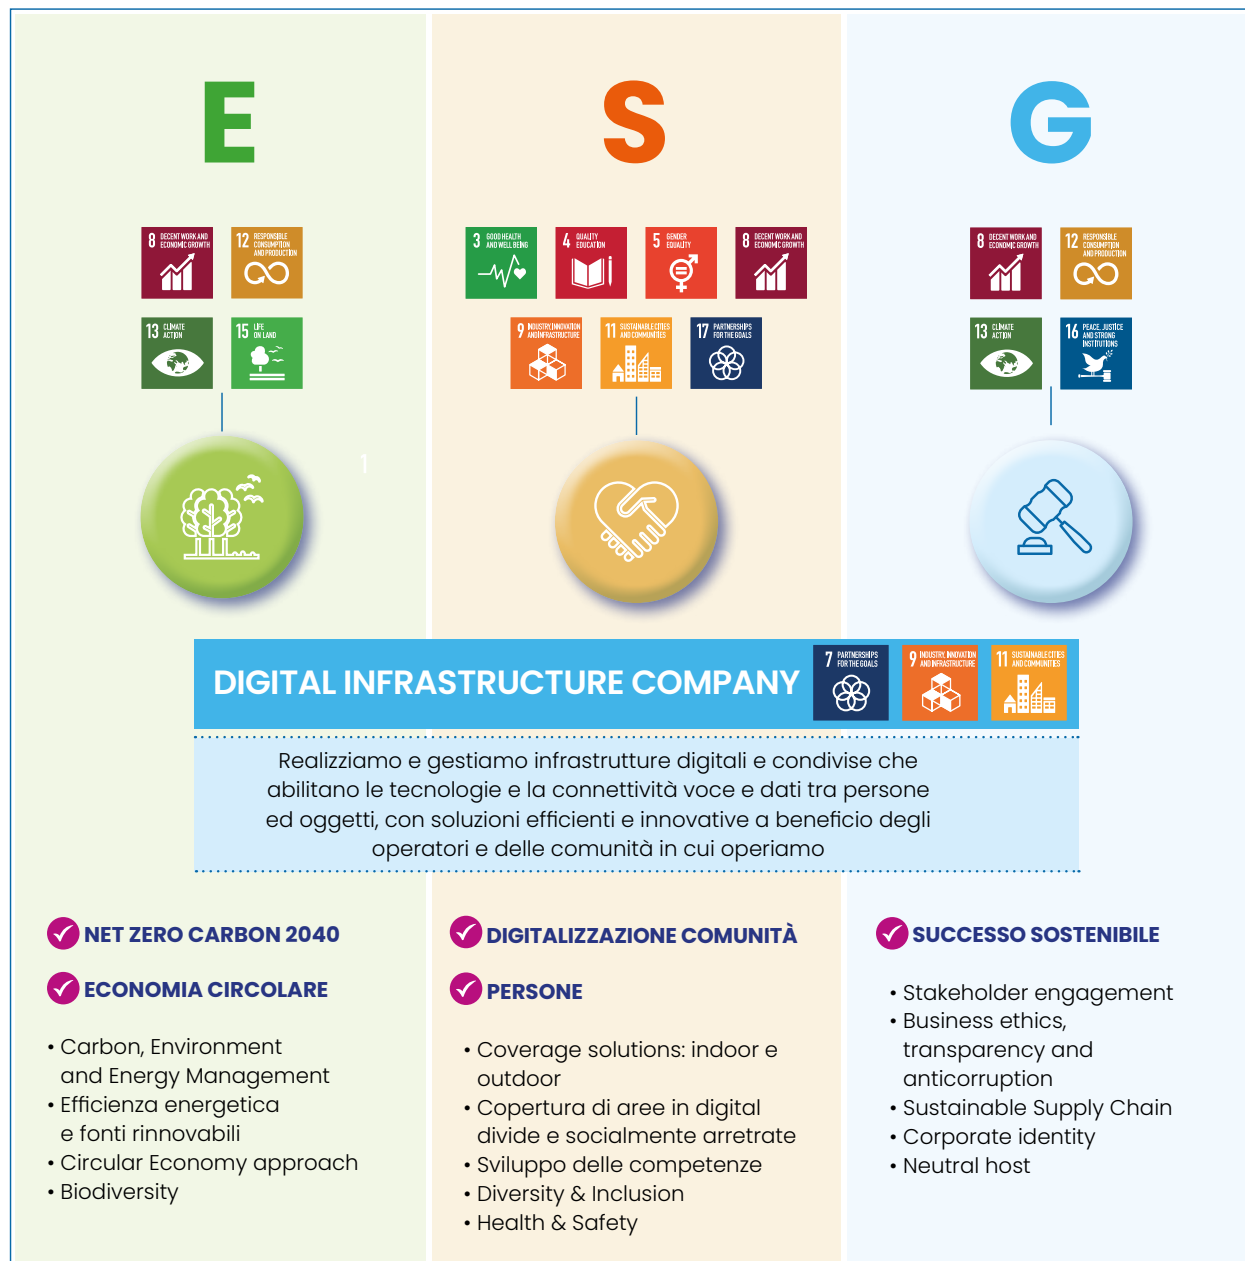 E
8 DECENT WORK AND
ECONOMIC GROWTH
12 RESPONSIBLE
CONSUMPTION
AND PRODUCTION
13 CLIMATE
ACTION
15 LIFE
ON LAND
1
S
3 GOOD HEALTH
AND WELL BEING
4 QUALITY
EDUCATION
5 GENDER
EQUALITY
8 DECENT WORK AND
ECONOMIC GROWTH
9 INDUSTRY, INNOVATION
AND INFRASTRUCTURE
11 SUSTAINABLE CITIES
AND COMMUNITIES
17 PARTNERSHIPS
FOR THE GOALS
G
8 DECENT WORK AND
ECONOMIC GROWTH
12 RESPONSIBLE
CONSUMPTION
AND PRODUCTION
13 CLIMATE
ACTION
16 PEACE, JUSTICE
AND STRONG
INSTITUTIONS
DIGITAL INFRASTRUCTURE COMPANY
7 PARTNERSHIPS
FOR THE GOALS
9 INDUSTRY, INNOVATION
AND INFRASTRUCTURE
11 SUSTAINABLE CITIES
AND COMMUNITIES
Realizziamo e gestiamo infrastrutture digitali e condivise che
abilitano le tecnologie e la connettività voce e dati tra persone
ed oggetti, con soluzioni efficienti e innovative a beneficio degli
operatori e delle comunità in cui operiamo
NET ZERO CARBON 2040
ECONOMIA CIRCOLARE
• Carbon, Environment
and Energy Management
• Efficienza energetica
e fonti rinnovabili
• Circular Economy approach
• Biodiversity
DIGITALIZZAZIONE COMUNITÀ
PERSONE
• Coverage solutions: indoor e
outdoor
• Copertura di aree in digital
divide e socialmente arretrate
• Sviluppo delle competenze
• Diversity & Inclusion
• Health & Safety
SUCCESSO SOSTENIBILE
• Stakeholder engagement
• Business ethics,
transparency and
anticorruption
• Sustainable Supply Chain
• Corporate identity
• Neutral host